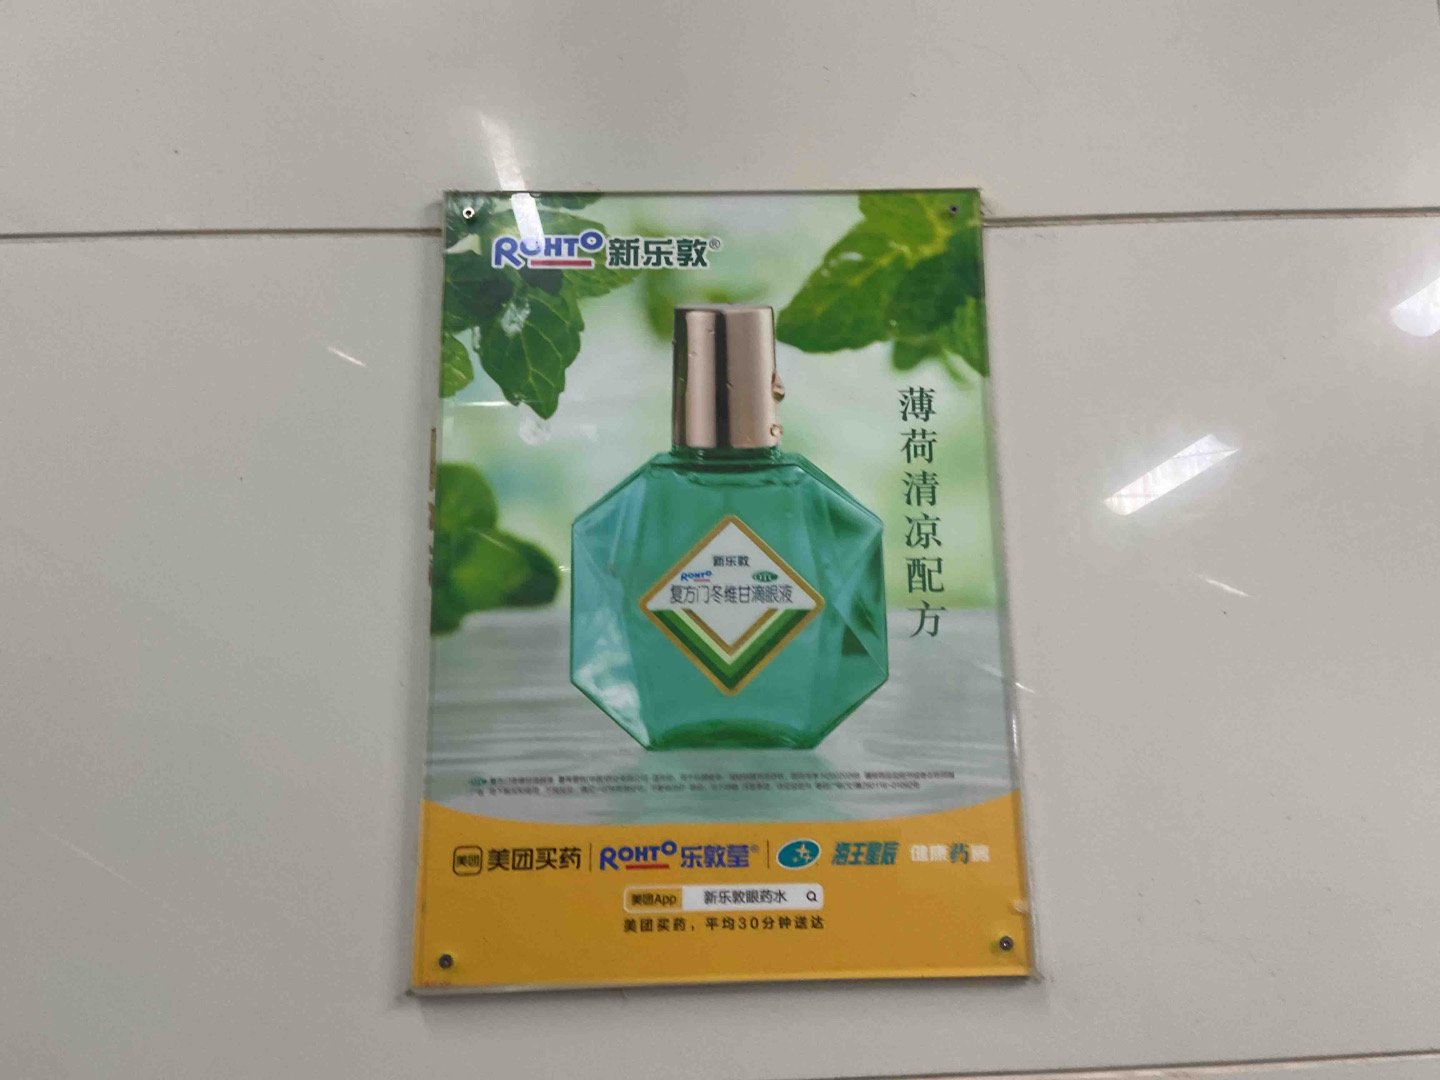 ROHTO新乐敦®
薄荷清凉配方
新乐敦
ROHTO OTC
复方门冬维甘滴眼液
美团 美团买药 ROHTO乐敦莹® 海王星辰 健康药房
美团App 新乐敦眼药水
美团买药，平均30分钟送达